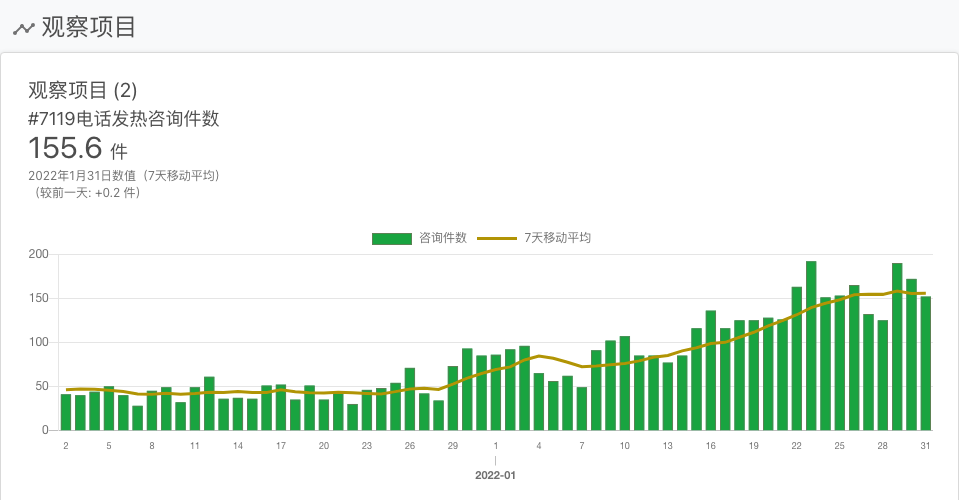 观察项目
观察项目 (2)
#7119电话发热咨询件数
155.6 件
2022年1月31日数值（7天移动平均）
（较前一天: +0.2 件）
咨询件数 7天移动平均
200
150
100
50
0
2 5 8 11 14 17 20 23 26 29 1 4 7 10 13 16 19 22 25 28 31
2022-01